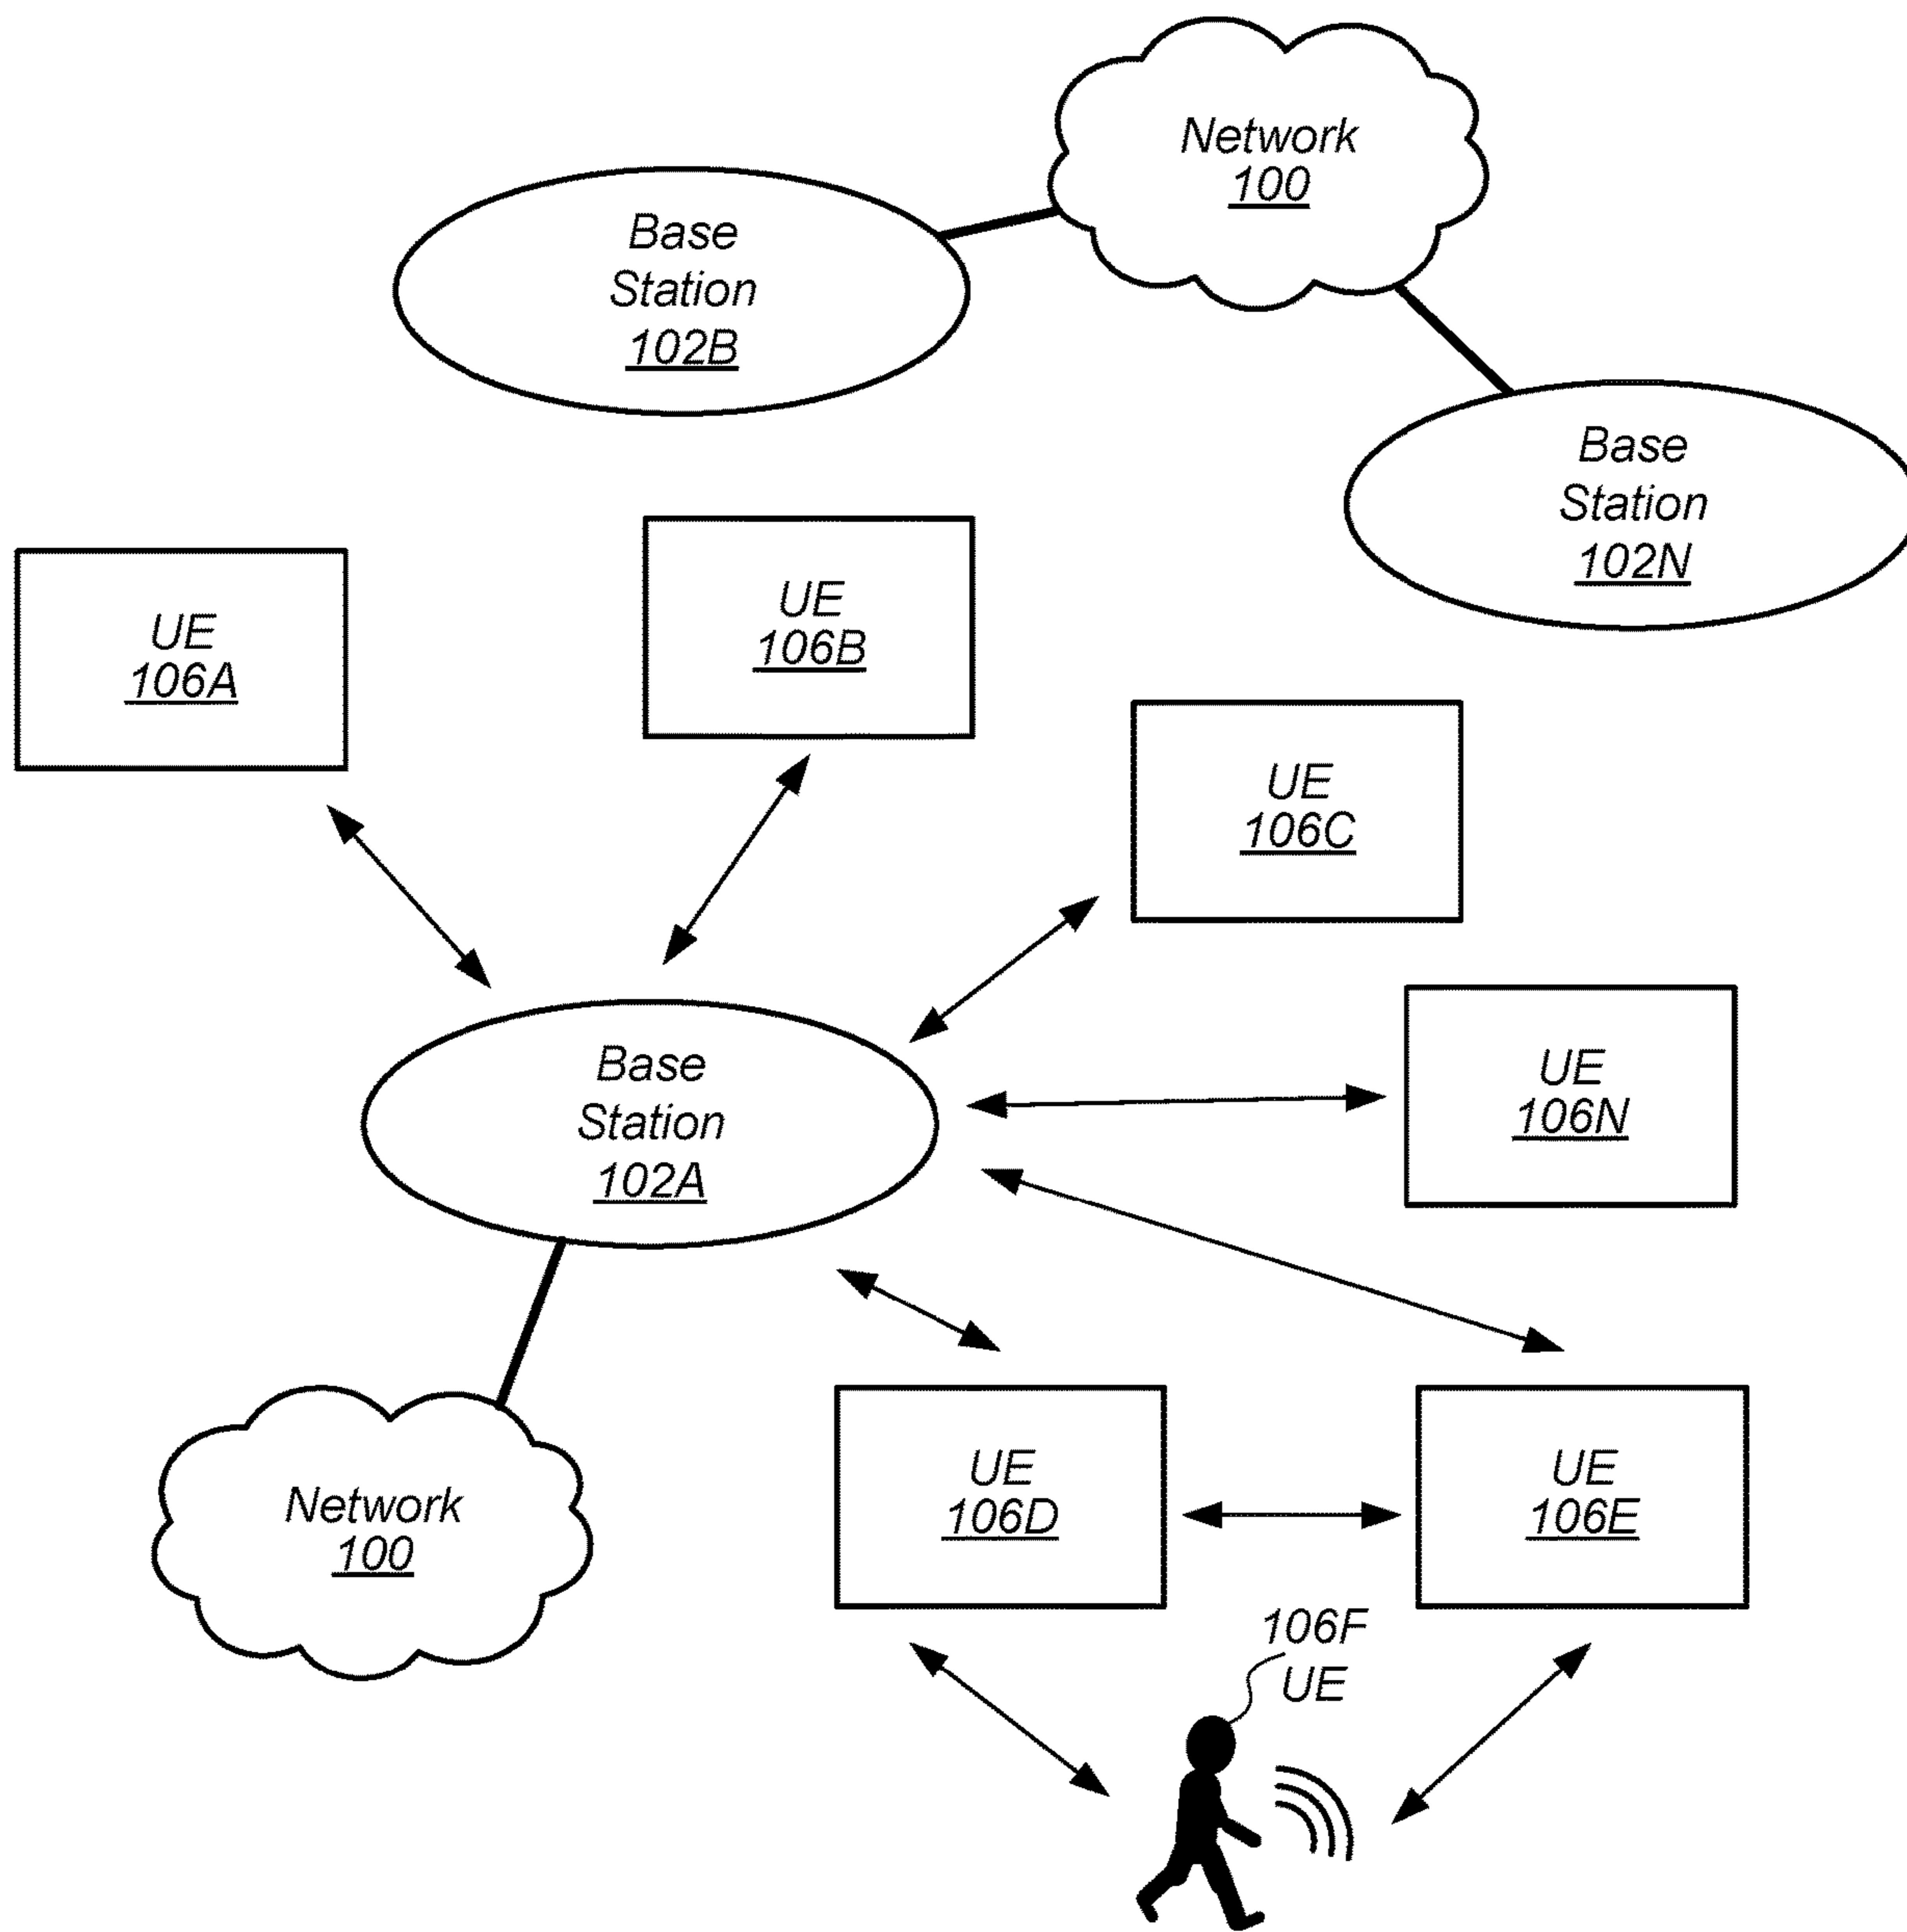 Network
100
Base
Station
102B
Base
Station
102N
UE
106A
UE
106B
UE
106C
Base
Station
102A
UE
106N
Network
100
UE
106D
UE
106E
106F
UE